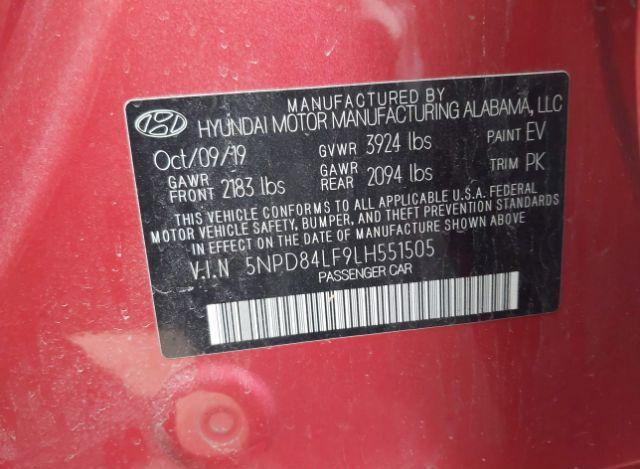 MANUFACTURED BY
HYUNDAI MOTOR MANUFACTURING ALABAMA, LLC
Oct/09/19 GVWR 3924 lbs PAINT EV
GAWR FRONT 2183 lbs GAWR REAR 2094 lbs TRIM PK
THIS VEHICLE CONFORMS TO ALL APPLICABLE U.S.A. FEDERAL
MOTOR VEHICLE SAFETY, BUMPER, AND THEFT PREVENTION STANDARDS
IN EFFECT ON THE DATE OF MANUFACTURE SHOWN ABOVE
V.I.N 5NPD84LF9LH551505
PASSENGER CAR